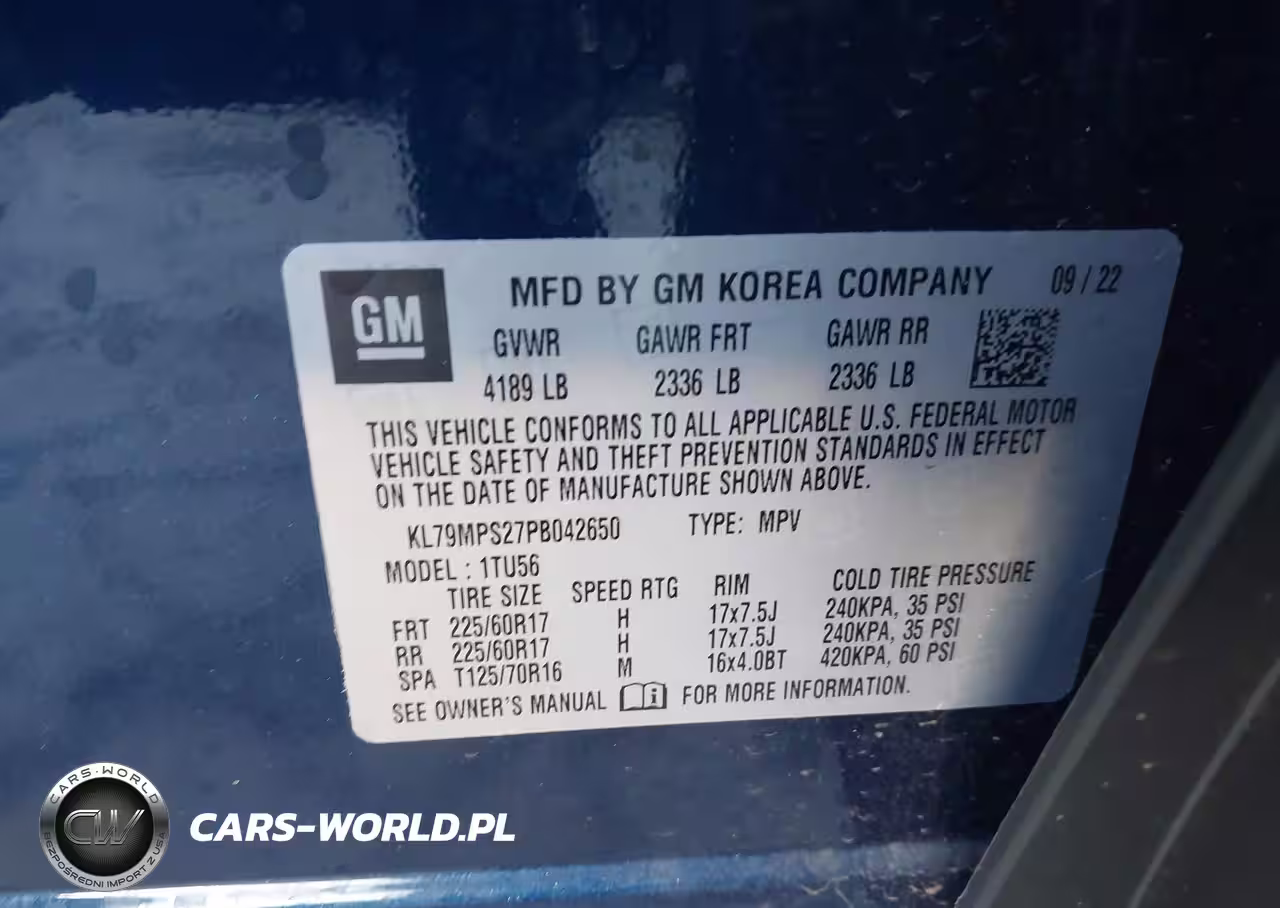 GM
MFD BY GM KOREA COMPANY 09 / 22
GVWR GAWR FRT GAWR RR
4189 LB 2336 LB 2336 LB
THIS VEHICLE CONFORMS TO ALL APPLICABLE U.S. FEDERAL MOTOR
VEHICLE SAFETY AND THEFT PREVENTION STANDARDS IN EFFECT
ON THE DATE OF MANUFACTURE SHOWN ABOVE.
KL79MPS27PB042650 TYPE: MPV
MODEL : 1TU56
TIRE SIZE SPEED RTG RIM COLD TIRE PRESSURE
FRT 225/60R17 H 17x7.5J 240KPA, 35 PSI
RR 225/60R17 H 17x7.5J 240KPA, 35 PSI
SPA T125/70R16 M 16x4.0BT 420KPA, 60 PSI
SEE OWNER'S MANUAL i FOR MORE INFORMATION.
CARS-WORLD
CW
BEZPOŚREDNI IMPORT Z USA
CARS-WORLD.PL